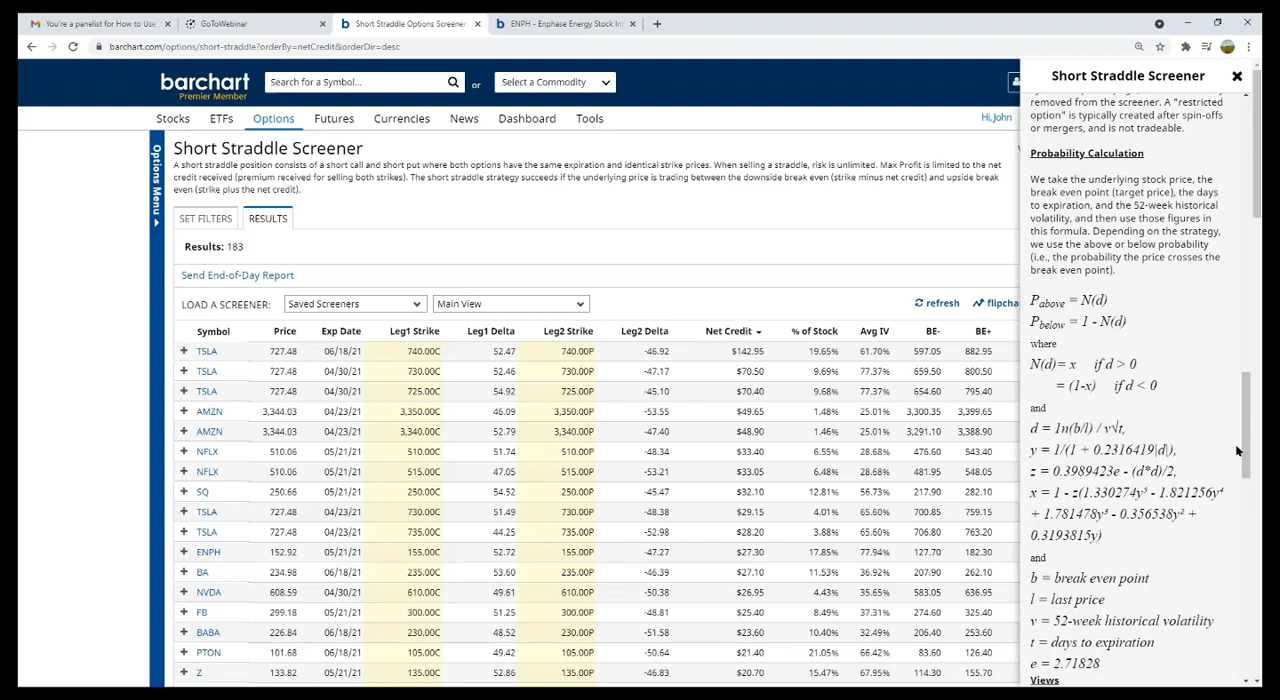 You're a panelist for How to Use
GoToWebinar
Short Straddle Options Screener
ENPH - Enphase Energy Stock In
barchart.com/options/short-straddle?orderBy=netCredit&orderDir=desc
barchart
Premier Member
Search for a Symbol...
or
Select a Commodity
Stocks ETFs Options Futures Currencies News Dashboard Tools
Hi, John
Options Menu
Short Straddle Screener
A short straddle position consists of a short call and short put where both options have the same expiration and identical strike prices. When selling a straddle, risk is unlimited. Max Profit is limited to the net
credit received (premium received for selling both strikes). The short straddle strategy succeeds if the underlying price is trading between the downside break even (strike minus net credit) and upside break
even (strike plus the net credit).
SET FILTERS RESULTS
Results: 183
Send End-of-Day Report
LOAD A SCREENER: Saved Screeners Main View refresh flipcha
Symbol Price Exp Date Leg1 Strike Leg1 Delta Leg2 Strike Leg2 Delta Net Credit % of Stock Avg IV BE- BE+
TSLA 727.48 06/18/21 740.00C 52.47 740.00P -46.92 $142.95 19.65% 61.70% 597.05 882.95
TSLA 727.48 04/30/21 730.00C 52.46 730.00P -47.17 $70.50 9.69% 77.37% 659.50 800.50
TSLA 727.48 04/30/21 725.00C 54.92 725.00P -45.10 $70.40 9.68% 77.37% 654.60 795.40
AMZN 3,344.03 04/23/21 3,350.00C 46.09 3,350.00P -53.55 $49.65 1.48% 25.01% 3,300.35 3,399.65
AMZN 3,344.03 04/23/21 3,340.00C 52.79 3,340.00P -47.40 $48.90 1.46% 25.01% 3,291.10 3,388.90
NFLX 510.06 05/21/21 510.00C 51.74 510.00P -48.34 $33.40 6.55% 28.68% 476.60 543.40
NFLX 510.06 05/21/21 515.00C 47.05 515.00P -53.21 $33.05 6.48% 28.68% 481.95 548.05
SQ 250.66 05/21/21 250.00C 54.52 250.00P -45.47 $32.10 12.81% 56.73% 217.90 282.10
TSLA 727.48 04/23/21 730.00C 51.49 730.00P -48.38 $29.15 4.01% 65.60% 700.85 759.15
TSLA 727.48 04/23/21 735.00C 44.25 735.00P -52.98 $28.20 3.88% 65.60% 706.80 763.20
ENPH 152.92 05/21/21 155.00C 52.72 155.00P -47.27 $27.30 17.85% 77.94% 127.70 182.30
BA 234.98 06/18/21 235.00C 53.60 235.00P -46.39 $27.10 11.53% 36.92% 207.90 262.10
NVDA 608.59 04/30/21 610.00C 49.61 610.00P -50.38 $26.95 4.43% 35.65% 583.05 636.95
FB 299.18 05/21/21 300.00C 51.25 300.00P -48.81 $25.40 8.49% 37.31% 274.60 325.40
BABA 226.84 06/18/21 230.00C 48.52 230.00P -51.58 $23.60 10.40% 32.49% 206.40 253.60
PTON 101.68 06/18/21 105.00C 49.42 105.00P -50.64 $21.40 21.05% 66.42% 83.60 126.40
Z 133.82 06/18/21 135.00C 52.86 135.00P -46.83 $20.70 15.47% 67.95% 114.30 155.70
Short Straddle Screener
removed from the screener. A "restricted
option" is typically created after spin-offs
or mergers, and is not tradeable.
Probability Calculation
We take the underlying stock price, the
break even point (target price), the days
to expiration, and the 52-week historical
volatility, and then use those figures in
this formula. Depending on the strategy,
we use the above or below probability
(i.e., the probability the price crosses the
break even point).
Pabove = N(d)
Pbelow = 1 - N(d)
where
N(d)= x if d > 0
= (1-x) if d < 0
and
d = 1n(b/l) / v√t,
y = 1/(1 + 0.2316419|d|),
z = 0.3989423e - (d*d)/2,
x = 1 - z(1.330274y⁵ - 1.821256y⁴
+ 1.781478y³ - 0.356538y² +
0.3193815y)
and
b = break even point
l = last price
v = 52-week historical volatility
t = days to expiration
e = 2.71828
Views